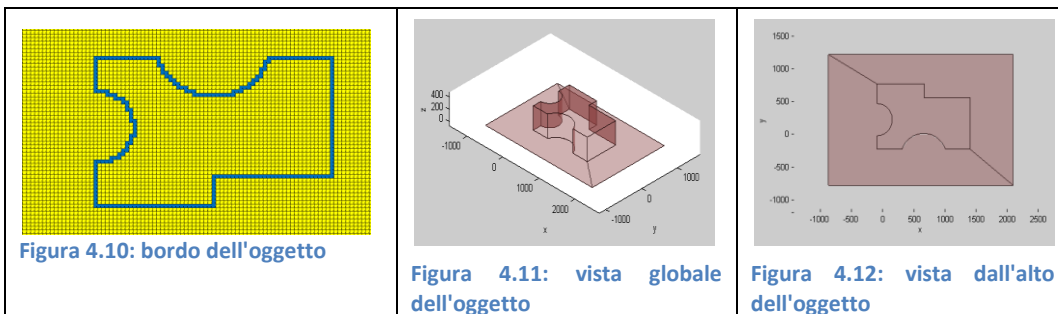 Figura 4.10: bordo dell'oggetto
400
200
0
z
-1000
0
1000
2000
x
-1000
0
1000
y
Figura 4.11: vista globale
dell'oggetto
1500
1000
500
0
-500
-1000
y
-1000 -500 0 500 1000 1500 2000 2500
x
Figura 4.12: vista dall'alto
dell'oggetto